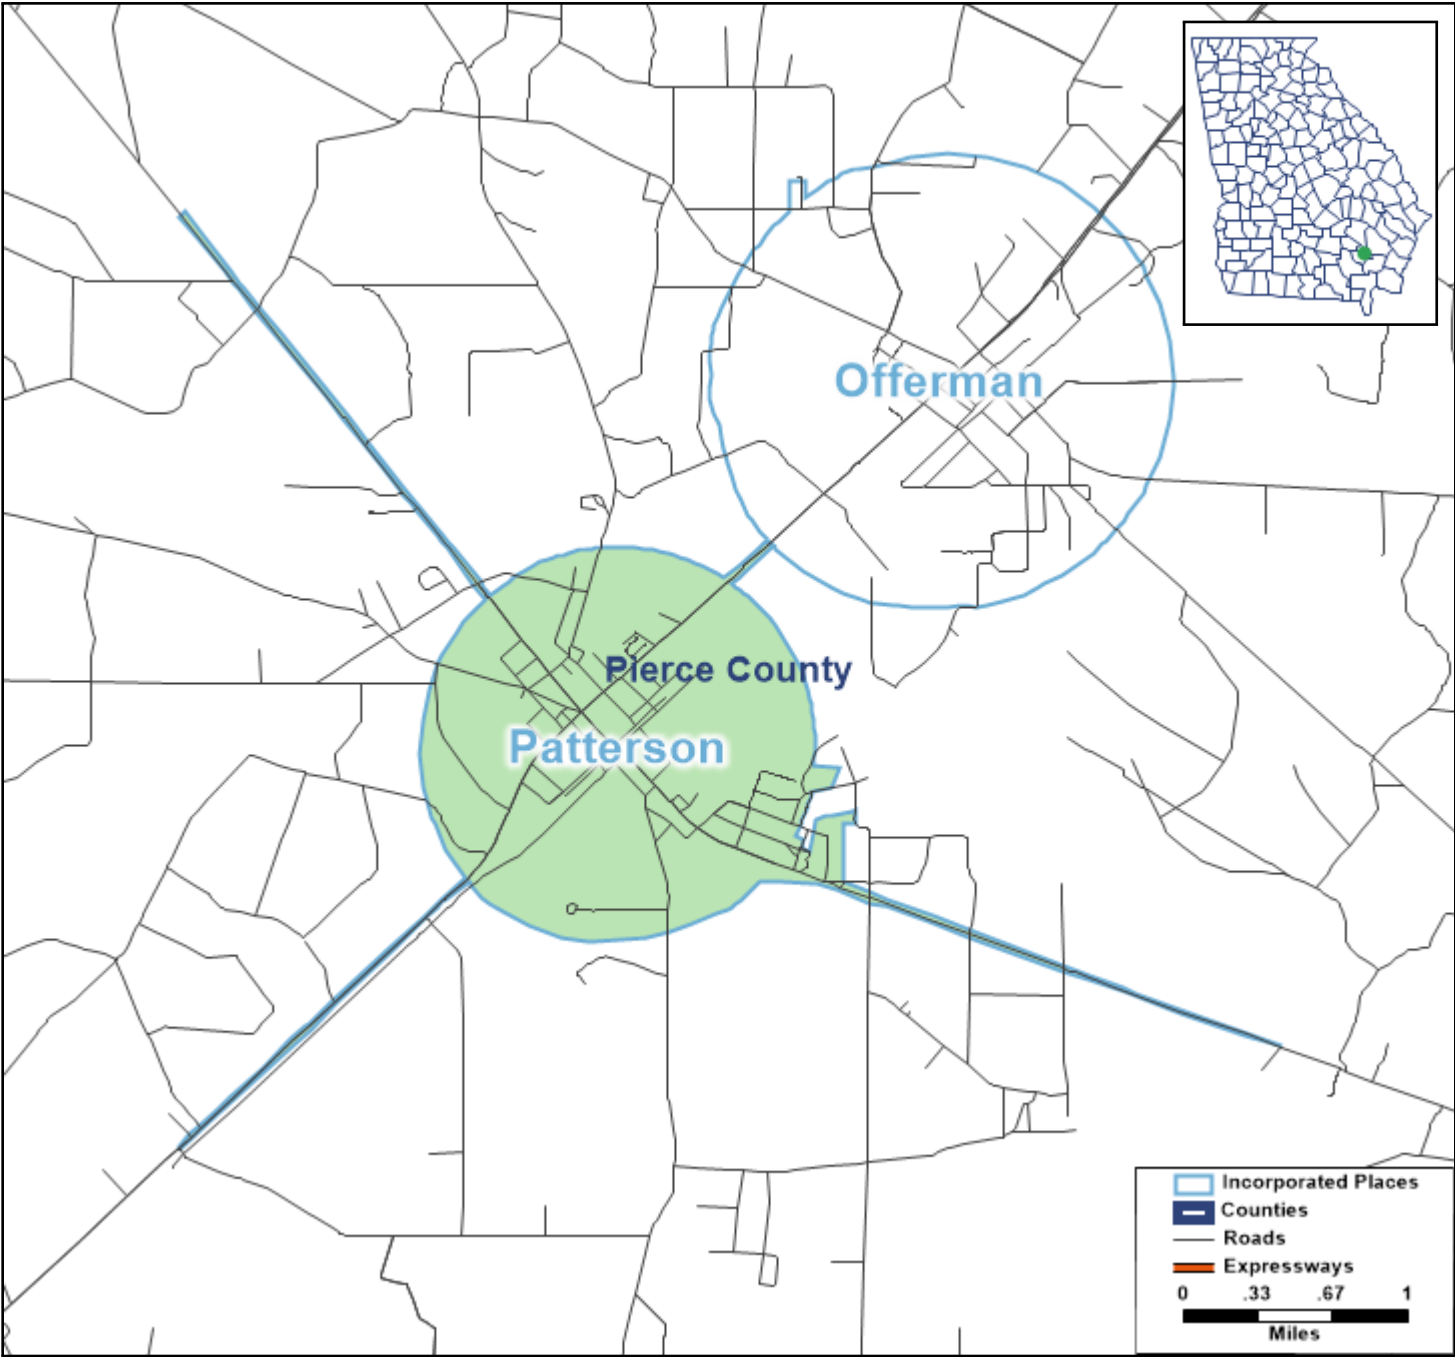 Offerman
Pierce County
Patterson
Incorporated Places
Counties
Roads
Expressways
0 .33 .67 1
Miles